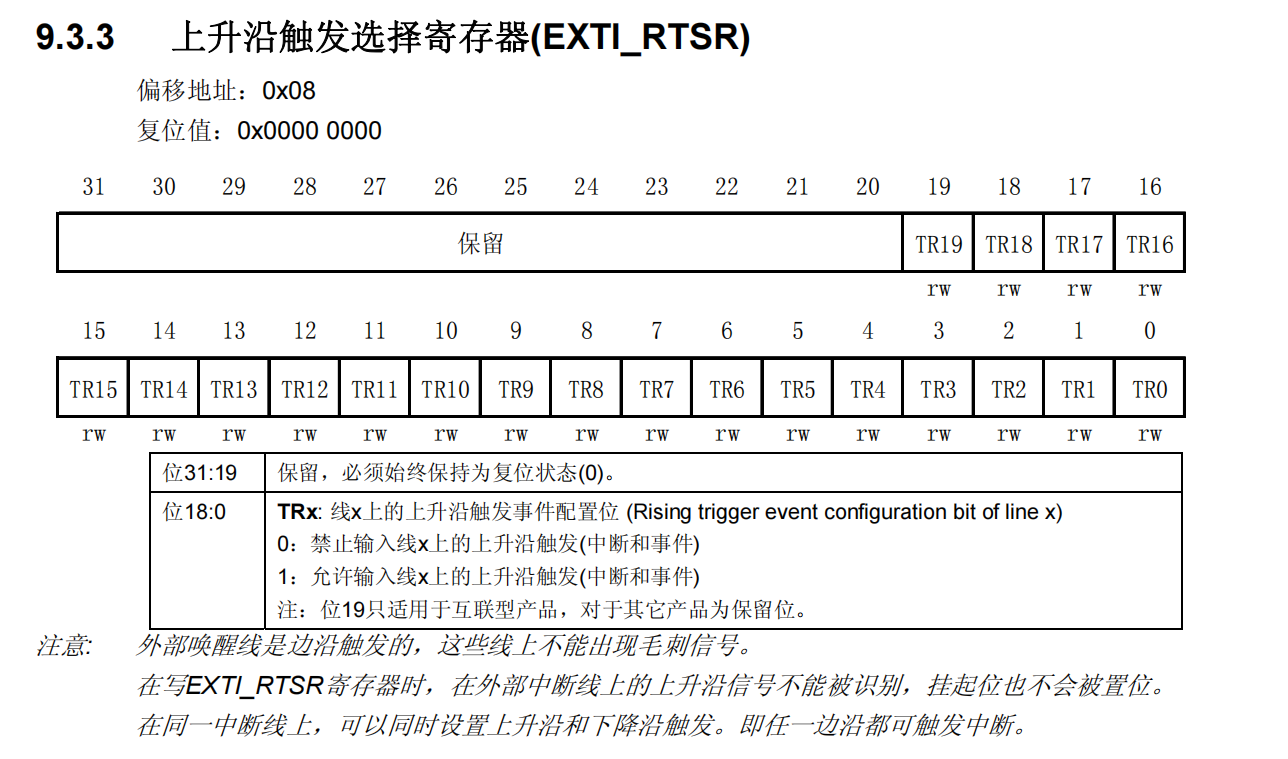 9.3.3 上升沿触发选择寄存器(EXTI_RTSR)
偏移地址：0x08
复位值：0x0000 0000
31 30 29 28 27 26 25 24 23 22 21 20 19 18 17 16
保留 TR19 TR18 TR17 TR16
rw rw rw rw
15 14 13 12 11 10 9 8 7 6 5 4 3 2 1 0
TR15 TR14 TR13 TR12 TR11 TR10 TR9 TR8 TR7 TR6 TR5 TR4 TR3 TR2 TR1 TR0
rw rw rw rw rw rw rw rw rw rw rw rw rw rw rw rw
位31:19 保留，必须始终保持为复位状态(0)。
位18:0 TRx: 线x上的上升沿触发事件配置位 (Rising trigger event configuration bit of line x)
0：禁止输入线x上的上升沿触发(中断和事件)
1：允许输入线x上的上升沿触发(中断和事件)
注：位19只适用于互联型产品，对于其它产品为保留位。
注意: 外部唤醒线是边沿触发的，这些线上不能出现毛刺信号。
在写EXTI_RTSR寄存器时，在外部中断线上的上升沿信号不能被识别，挂起位也不会被置位。
在同一中断线上，可以同时设置上升沿和下降沿触发。即任一边沿都可触发中断。